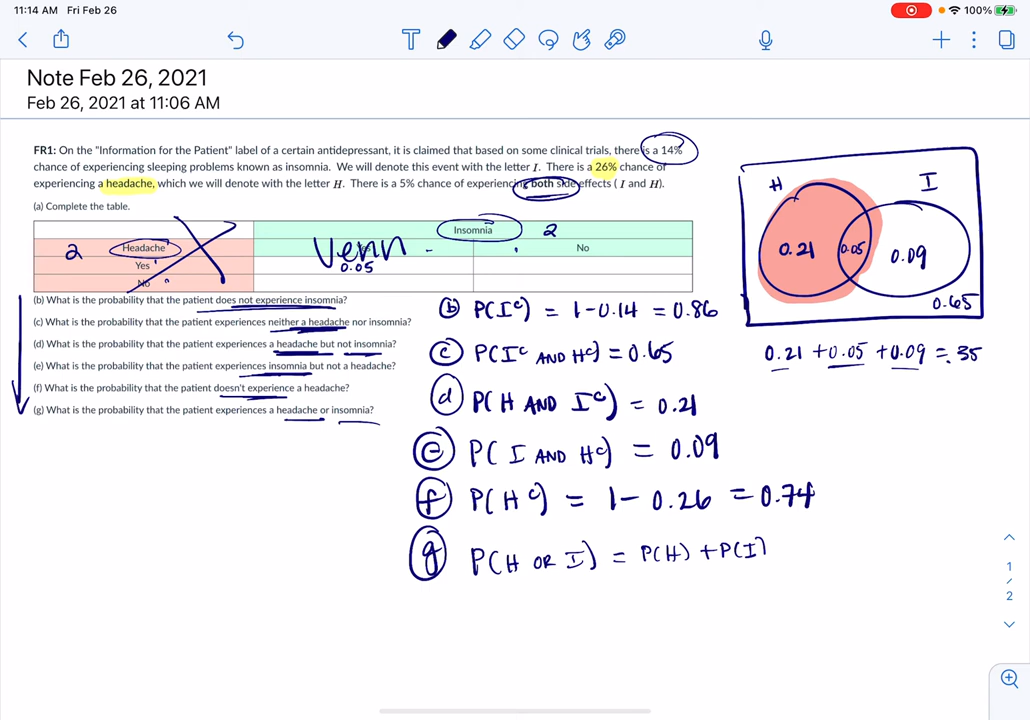 11:14 AM Fri Feb 26
100%
T
Note Feb 26, 2021
Feb 26, 2021 at 11:06 AM
FR1: On the "Information for the Patient" label of a certain antidepressant, it is claimed that based on some clinical trials, there is a 14%
chance of experiencing sleeping problems known as insomnia. We will denote this event with the letter I. There is a 26% chance of
experiencing a headache, which we will denote with the letter H. There is a 5% chance of experiencing both side effects ( I and H).
(a) Complete the table.
Insomnia 2
2 Headache Venn No
Yes 0.05
No
(b) What is the probability that the patient does not experience insomnia?
(c) What is the probability that the patient experiences neither a headache nor insomnia?
(d) What is the probability that the patient experiences a headache but not insomnia?
(e) What is the probability that the patient experiences insomnia but not a headache?
(f) What is the probability that the patient doesn't experience a headache?
(g) What is the probability that the patient experiences a headache or insomnia?
H I
0.21 0.05 0.09
0.65
0.21 + 0.05 + 0.09 = .35
(b) P(I^C) = 1-0.14 = 0.86
(c) P(I^C AND H^C) = 0.65
(d) P(H AND I^C) = 0.21
(e) P(I AND H^C) = 0.09
(f) P(H^C) = 1 - 0.26 = 0.74
(g) P(H OR I) = P(H) + P(I)
1
/
2